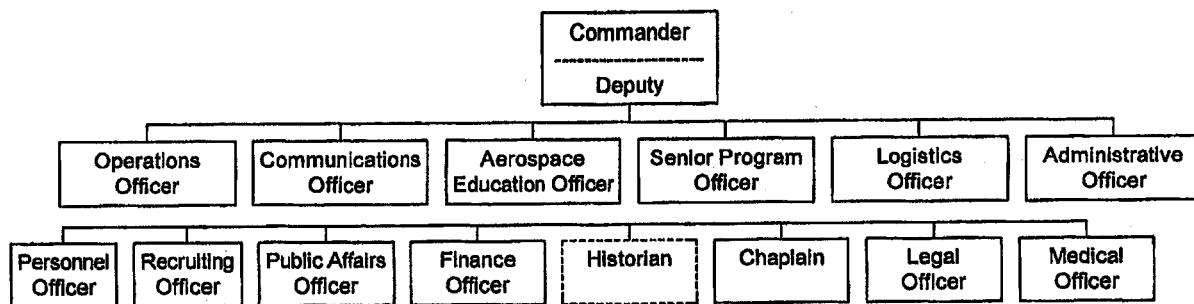 Commander
Deputy
Operations
Officer
Communications
Officer
Aerospace
Education Officer
Senior Program
Officer
Logistics
Officer
Administrative
Officer
Personnel
Officer
Recruiting
Officer
Public Affairs
Officer
Finance
Officer
Historian
Chaplain
Legal
Officer
Medical
Officer